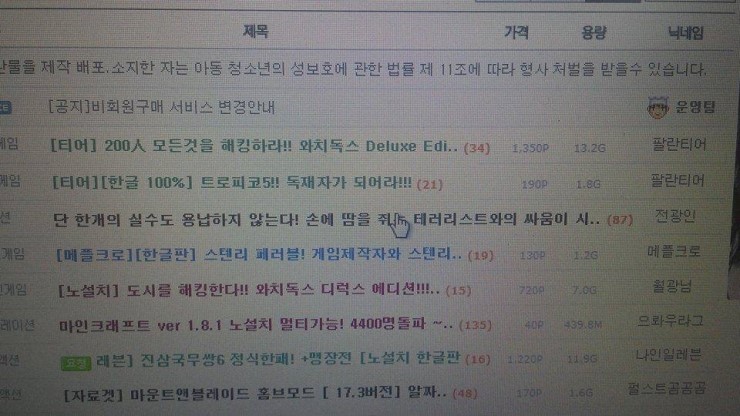 제목 가격 용량 닉네임
란물을 제작 배포.소지한 자는 아동 청소년의 성보호에 관한 법률 제 11조에 따라 형사 처벌을 받을수 있습니다.
[공지]비회원구매 서비스 변경안내 운영팀
게임 [티어] 200人 모든것을 해킹하라!! 와치독스 Deluxe Edi.. (34) 1,350P 13.2G 팔란티어
게임 [티어][한글 100%] 트로피코5!! 독재자가 되어라!!! (21) 190P 1.8G 팔란티어
션 단 한개의 실수도 용납하지 않는다! 손에 땀을 쥐는 테러리스트와의 싸움이 시.. (87) 전광인
게임 [메플크로][한글판] 스텐리 페러블! 게임제작자와 스텐리.. (19) 130P 1.2G 메플크로
게임 [노설치] 도시를 해킹한다!! 와치독스 디럭스 에디션!!!.. (15) 720P 7.0G 월광님
레이션 마인크래프트 ver 1.8.1 노설치 멀티가능! 4400명돌파 ~.. (135) 40P 439.8M 으화우라그
액션 요청 레븐] 진삼국무쌍6 정식한패! +맹장전 [노설치 한글판 (16) 1,220P 11.9G 나인일레븐
액션 [자료겟] 마운트앤블레이드 홈브모드 [ 17.3버전] 알짜.. (48) 170P 1.6G 펄스트곰곰곰